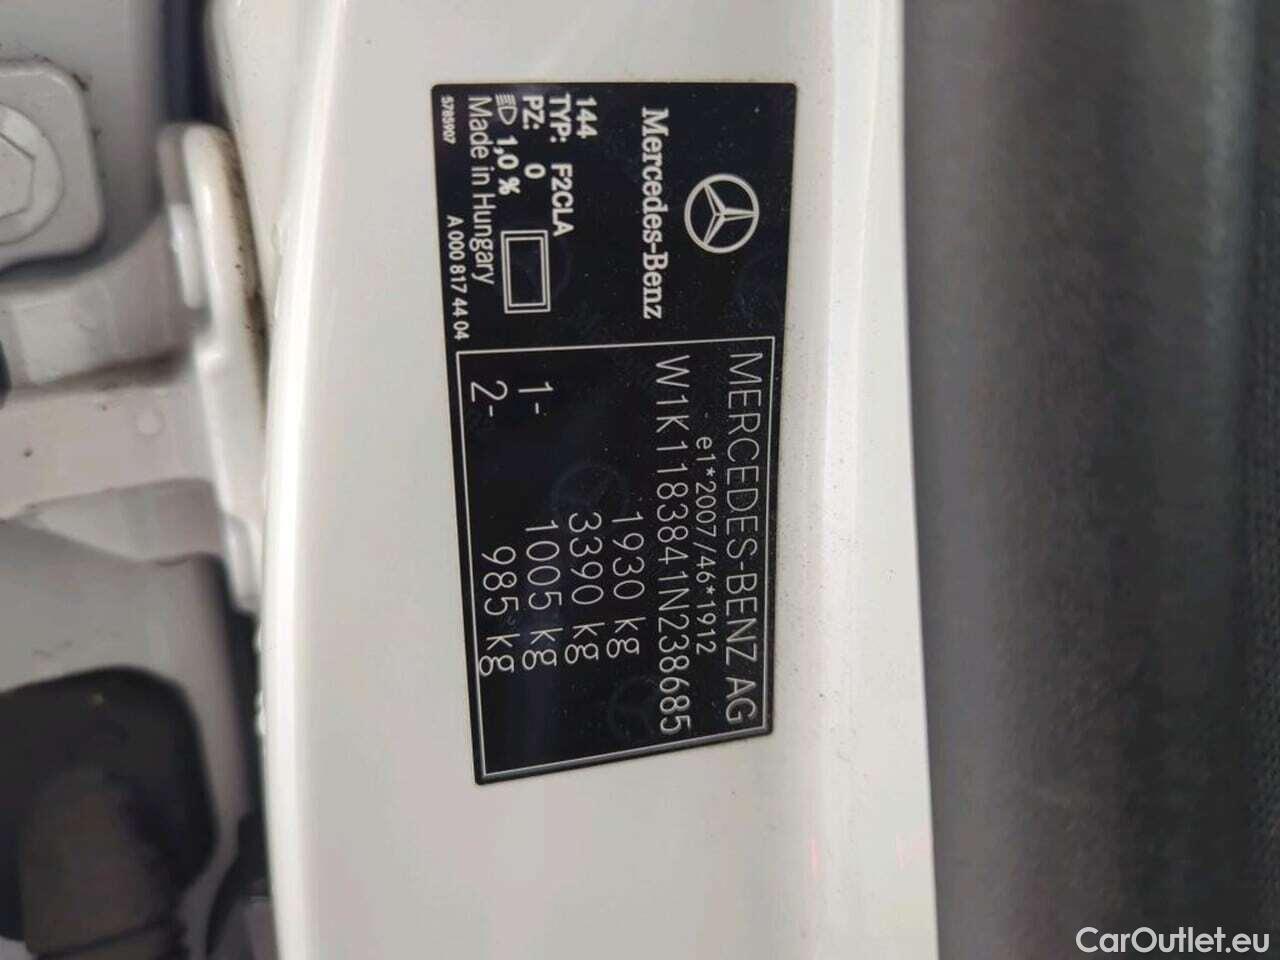 Mercedes-Benz
144
TYP: F2CLA
PZ: 0
1,0 %
Made in Hungary
5785907
A 000 817 44 04
MERCEDES-BENZ AG
e1*2007/46*1912
W1K1183841N238685
1930 kg
3390 kg
1- 1005 kg
2- 985 kg
CarOutlet.eu